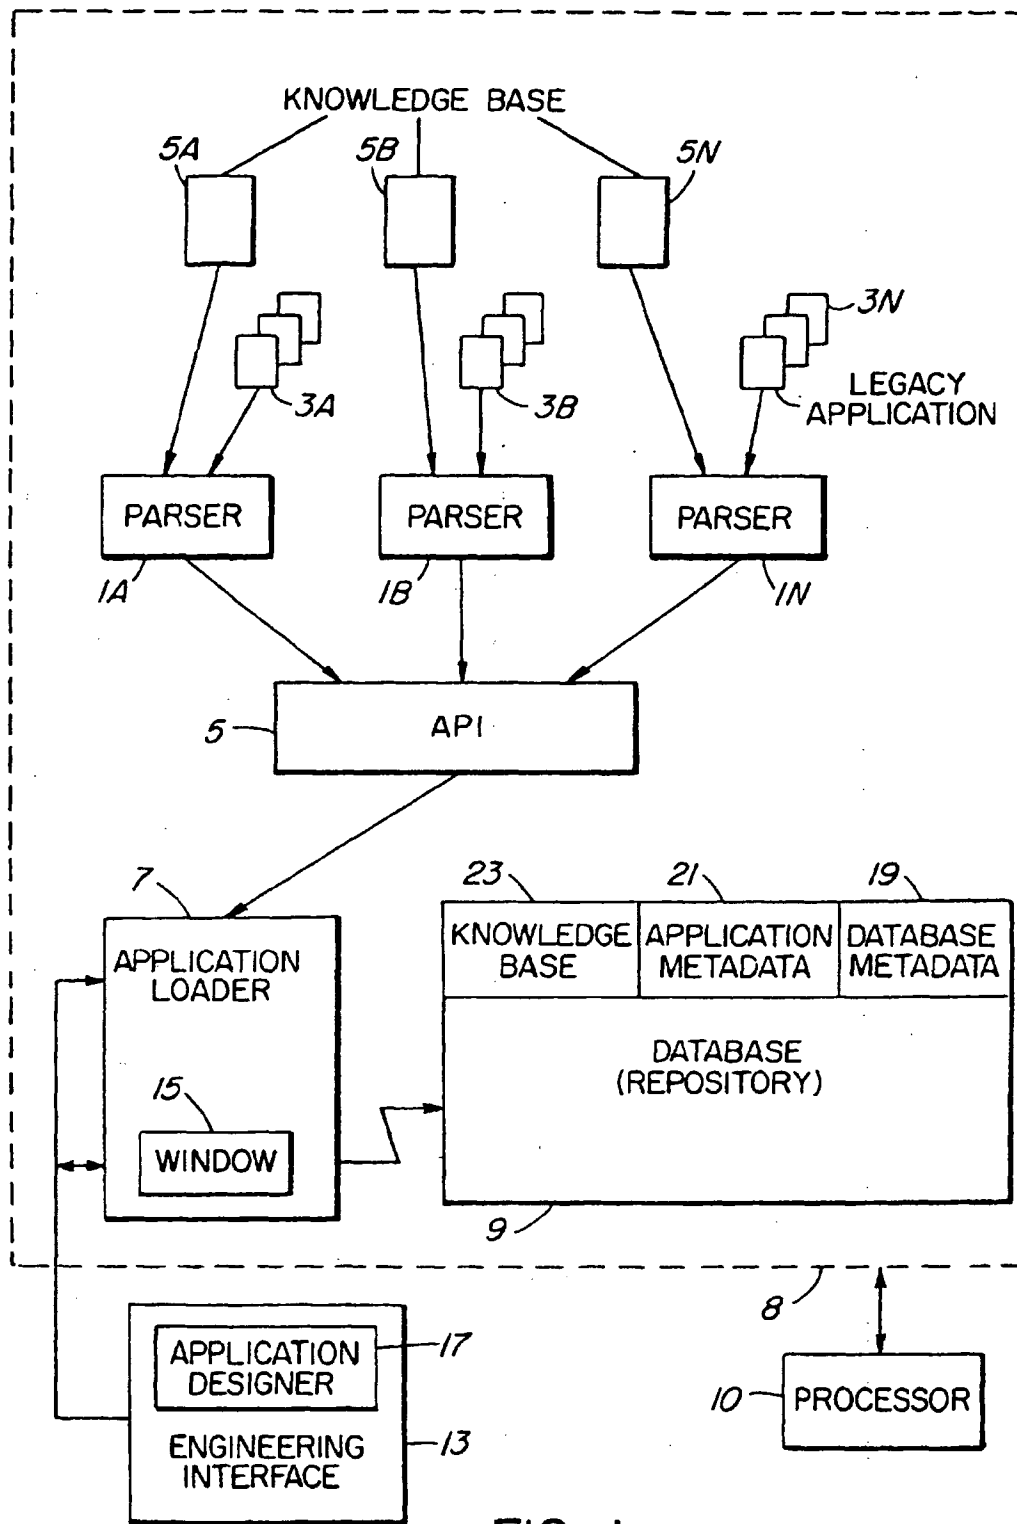 KNOWLEDGE BASE
5A
5B
5N
3A
3B
3N
LEGACY
APPLICATION
PARSER
PARSER
PARSER
1A
1B
1N
5
API
7
23
21
19
APPLICATION
LOADER
KNOWLEDGE
BASE
APPLICATION
METADATA
DATABASE
METADATA
DATABASE
(REPOSITORY)
15
WINDOW
9
8
APPLICATION
DESIGNER
17
ENGINEERING
INTERFACE
13
10
PROCESSOR